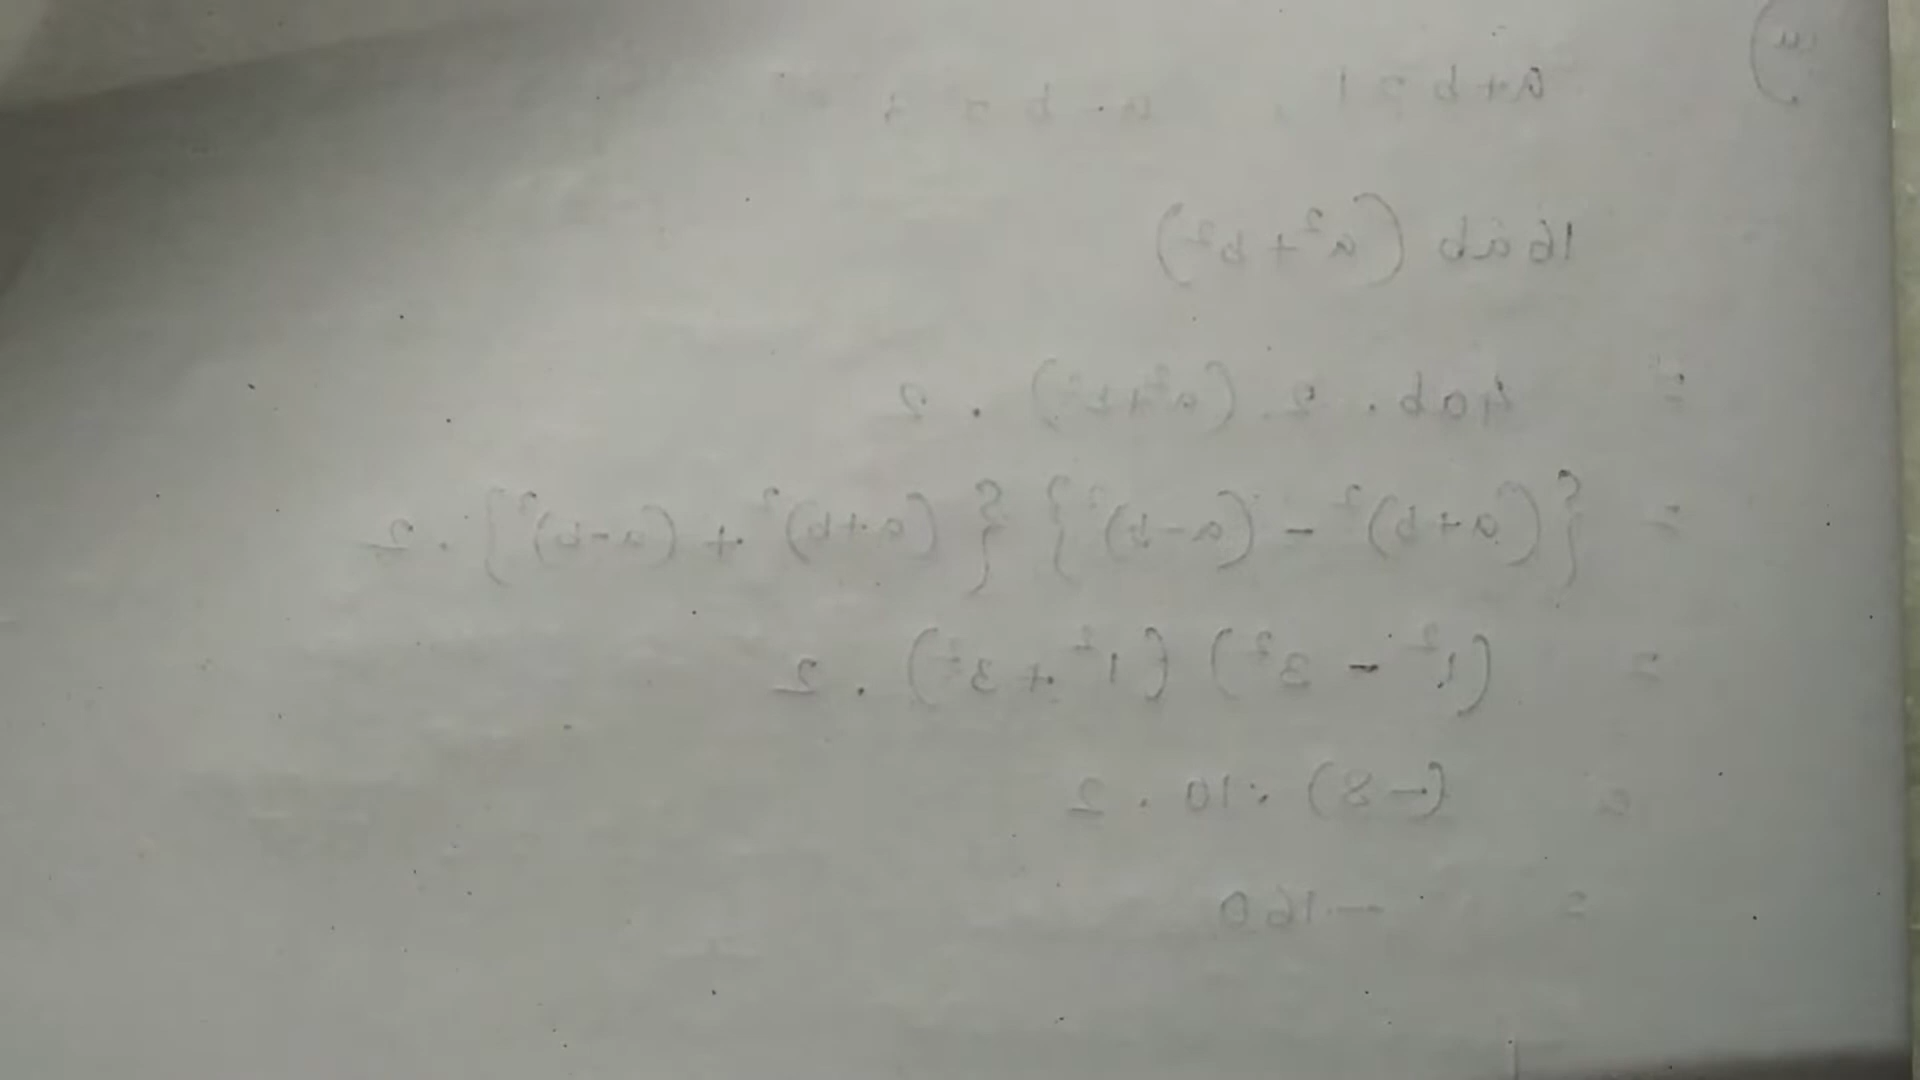 a+b=1, a-b=
16ab (a²+b²)
= 4ab. 2 (a²+b²) . 2
= {(a+b)² - (a-b)²} {(a+b)² + (a-b)²} . 2
= (1² - 3²) (1² + 3²) . 2
= (-8) . 10 . 2
= -160